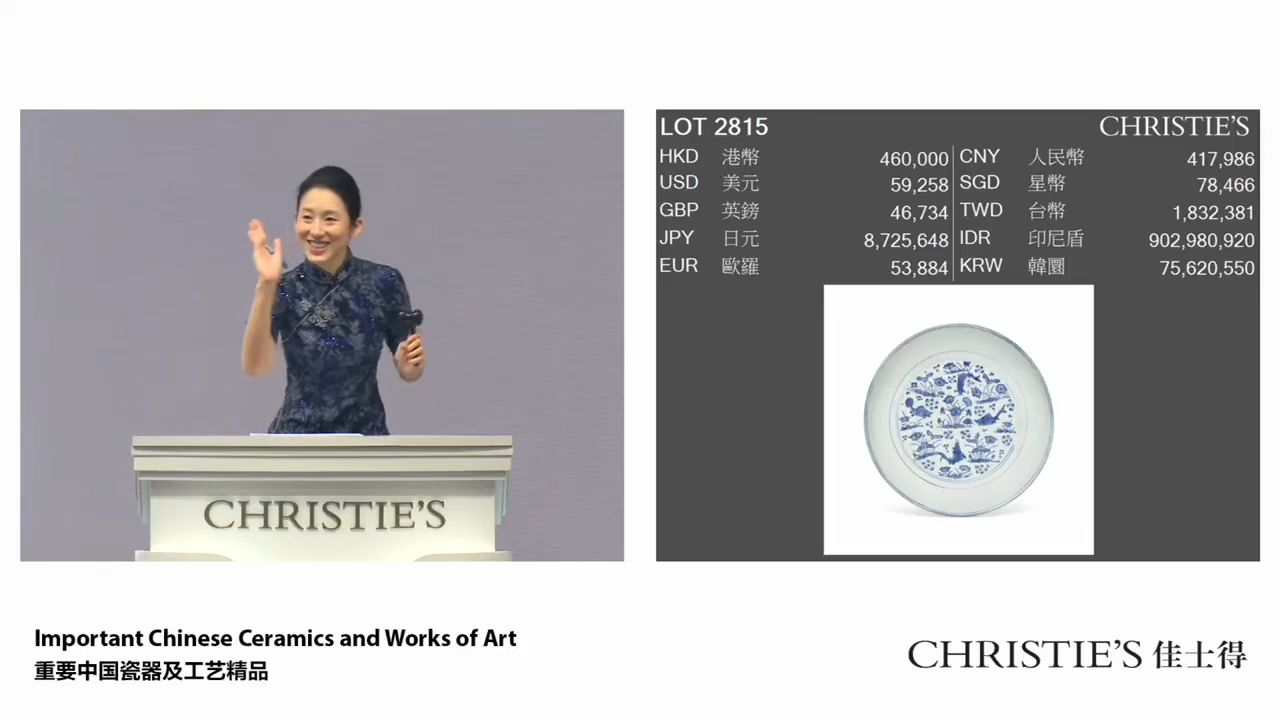 CHRISTIE'S
LOT 2815 CHRISTIE'S
HKD 港幣 460,000 CNY 人民幣 417,986
USD 美元 59,258 SGD 星幣 78,466
GBP 英鎊 46,734 TWD 台幣 1,832,381
JPY 日元 8,725,648 IDR 印尼盾 902,980,920
EUR 歐羅 53,884 KRW 韓圜 75,620,550
Important Chinese Ceramics and Works of Art
重要中国瓷器及工艺精品
CHRISTIE'S 佳士得